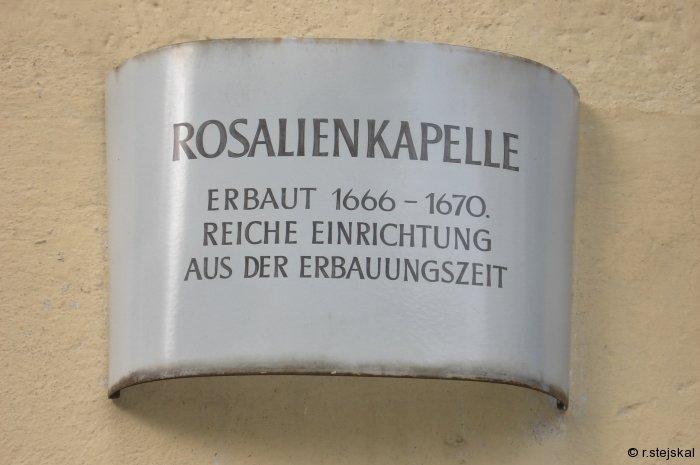 ROSALIENKAPELLE
ERBAUT 1666 – 1670.
REICHE EINRICHTUNG
AUS DER ERBAUUNGSZEIT
© r.stejskal